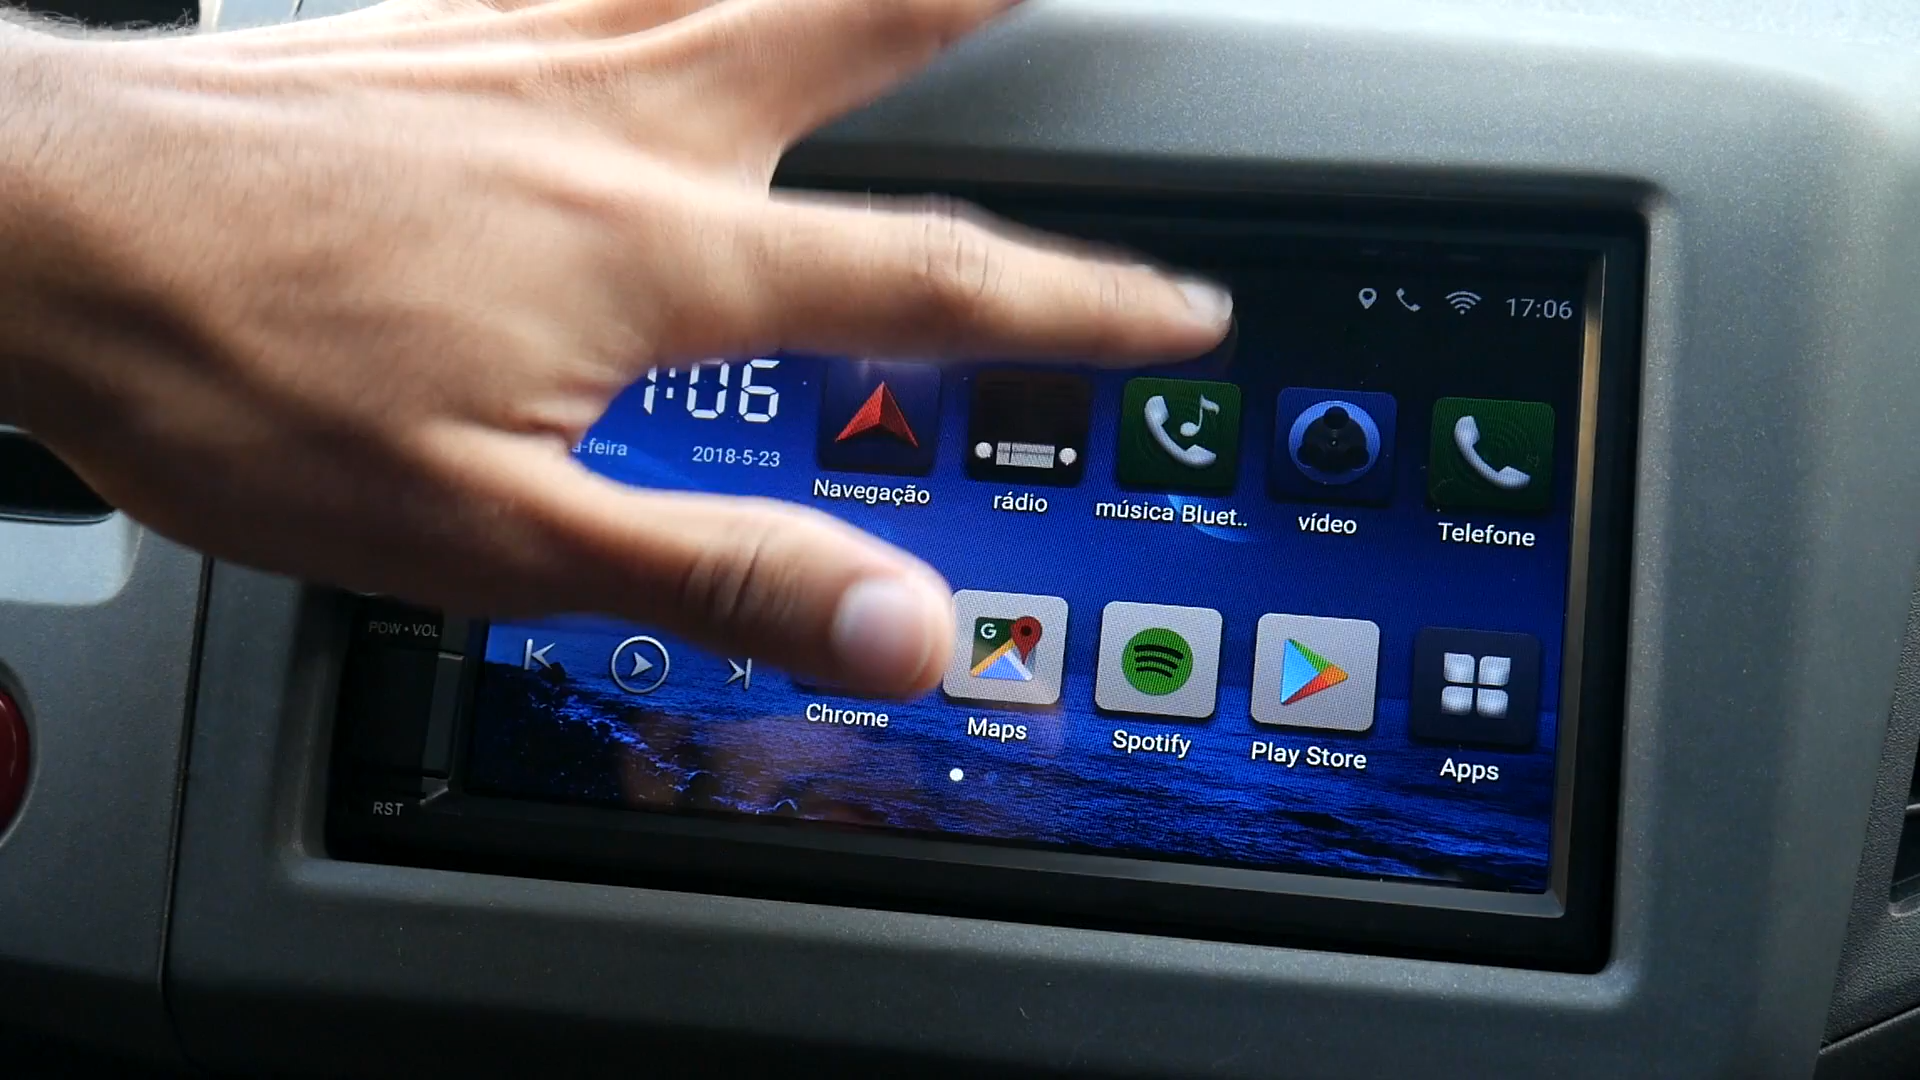 17:06
:06
-feira
2018-5-23
Navegação
rádio
música Bluet..
vídeo
Telefone
POW•VOL
G
Chrome
Maps
Spotify
Play Store
Apps
RST